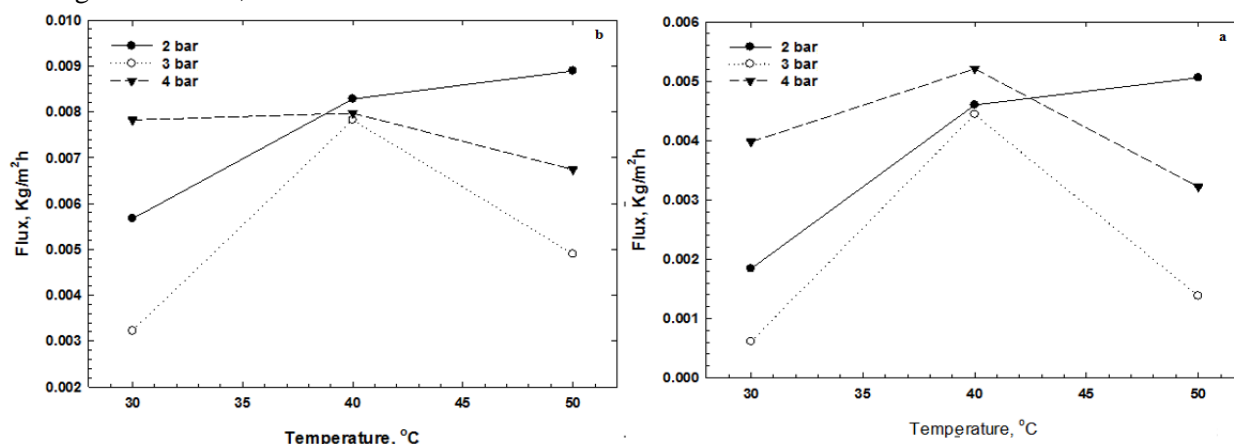 0.010
0.009
0.008
0.007
0.006
0.005
0.004
0.003
0.002
Flux, Kg/m²h
b
2 bar
3 bar
4 bar
30 35 40 45 50
Temperature, °C
0.006
0.005
0.004
0.003
0.002
0.001
0.000
Flux, Kg/m²h
a
2 bar
3 bar
4 bar
30 35 40 45 50
Temperature, °C